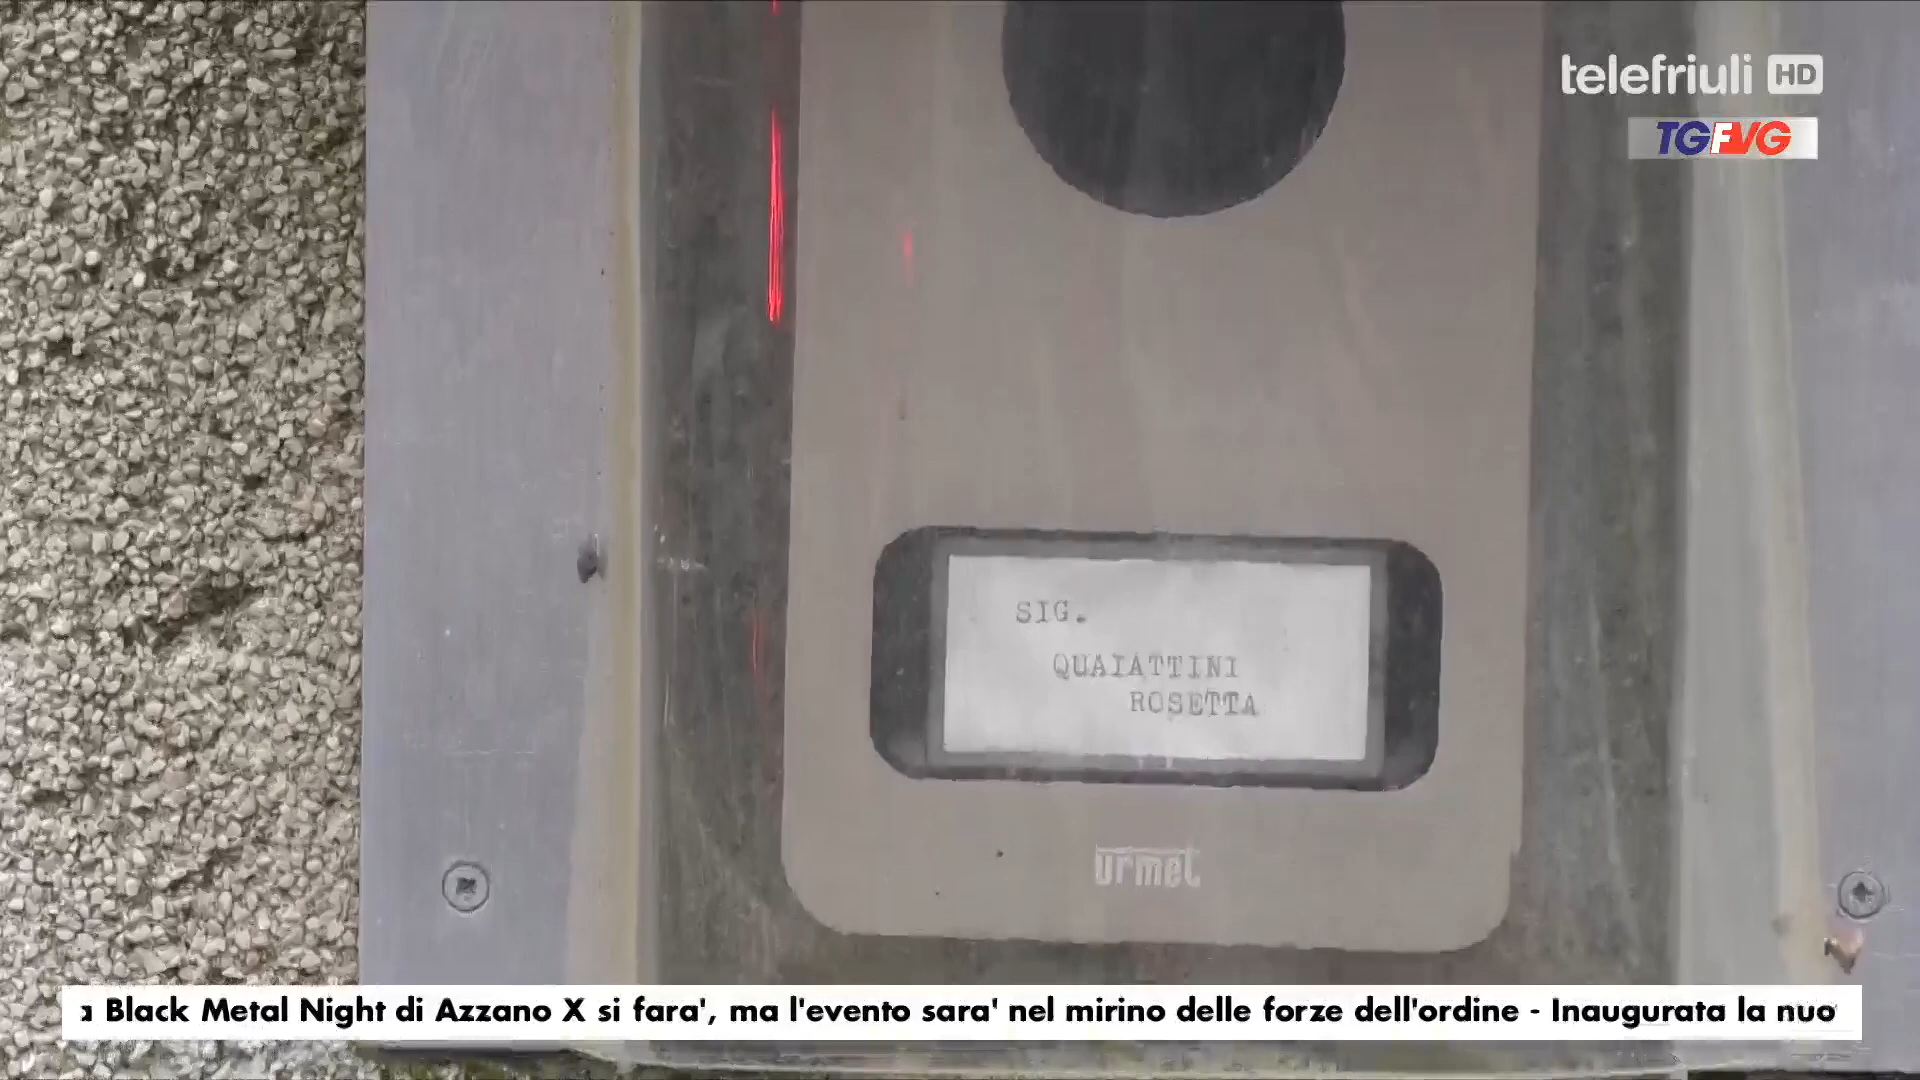 telefriuli HD
TGFVG
SIG.
QUAIATTINI
ROSETTA
urmet
Black Metal Night di Azzano X si fara', ma l'evento sara' nel mirino delle forze dell'ordine - Inaugurata la nuo